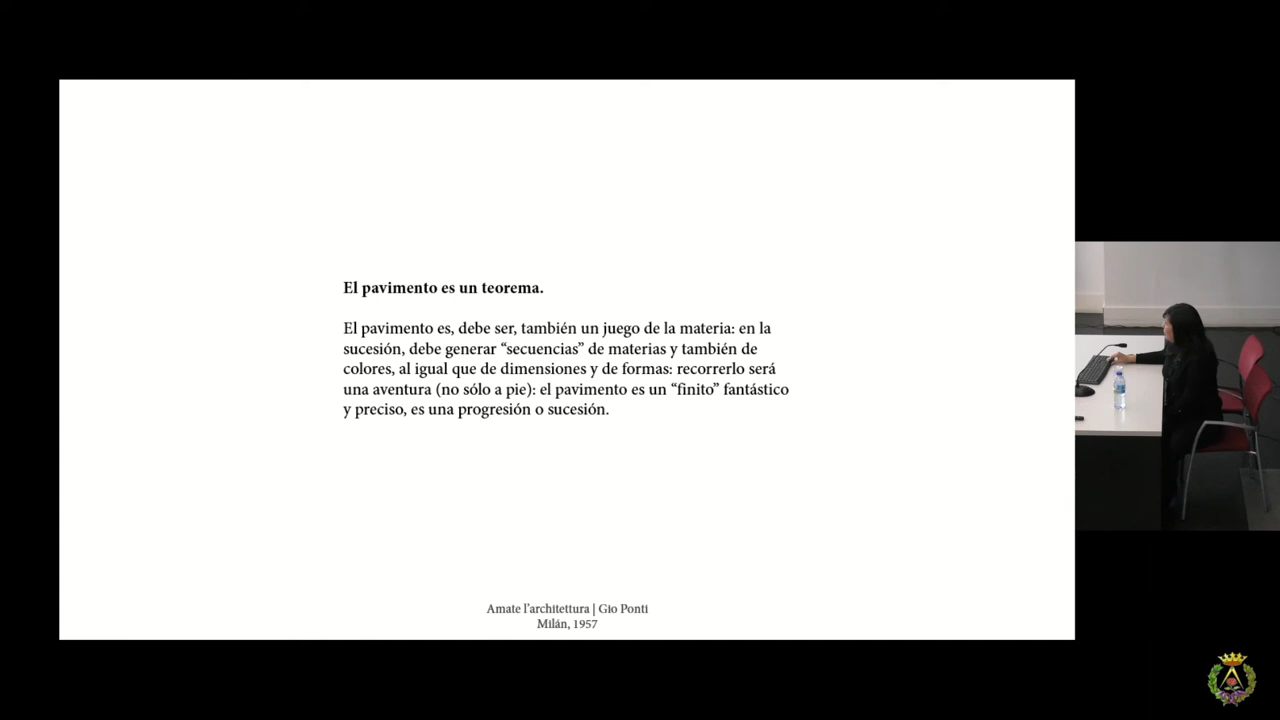 El pavimento es un teorema.
El pavimento es, debe ser, también un juego de la materia: en la
sucesión, debe generar “secuencias” de materias y también de
colores, al igual que de dimensiones y de formas: recorrerlo será
una aventura (no sólo a pie): el pavimento es un “finito” fantástico
y preciso, es una progresión o sucesión.
Amate l’architettura | Gio Ponti
Milán, 1957